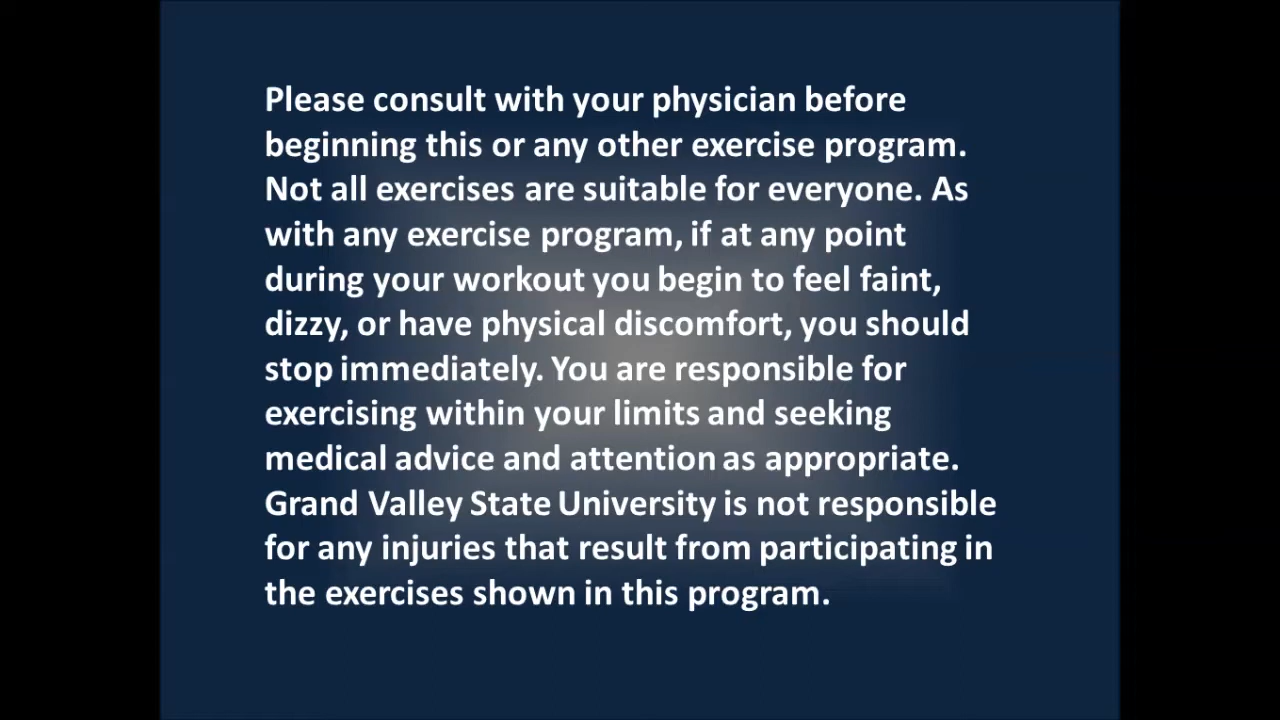 Please consult with your physician before
beginning this or any other exercise program.
Not all exercises are suitable for everyone. As
with any exercise program, if at any point
during your workout you begin to feel faint,
dizzy, or have physical discomfort, you should
stop immediately. You are responsible for
exercising within your limits and seeking
medical advice and attention as appropriate.
Grand Valley State University is not responsible
for any injuries that result from participating in
the exercises shown in this program.